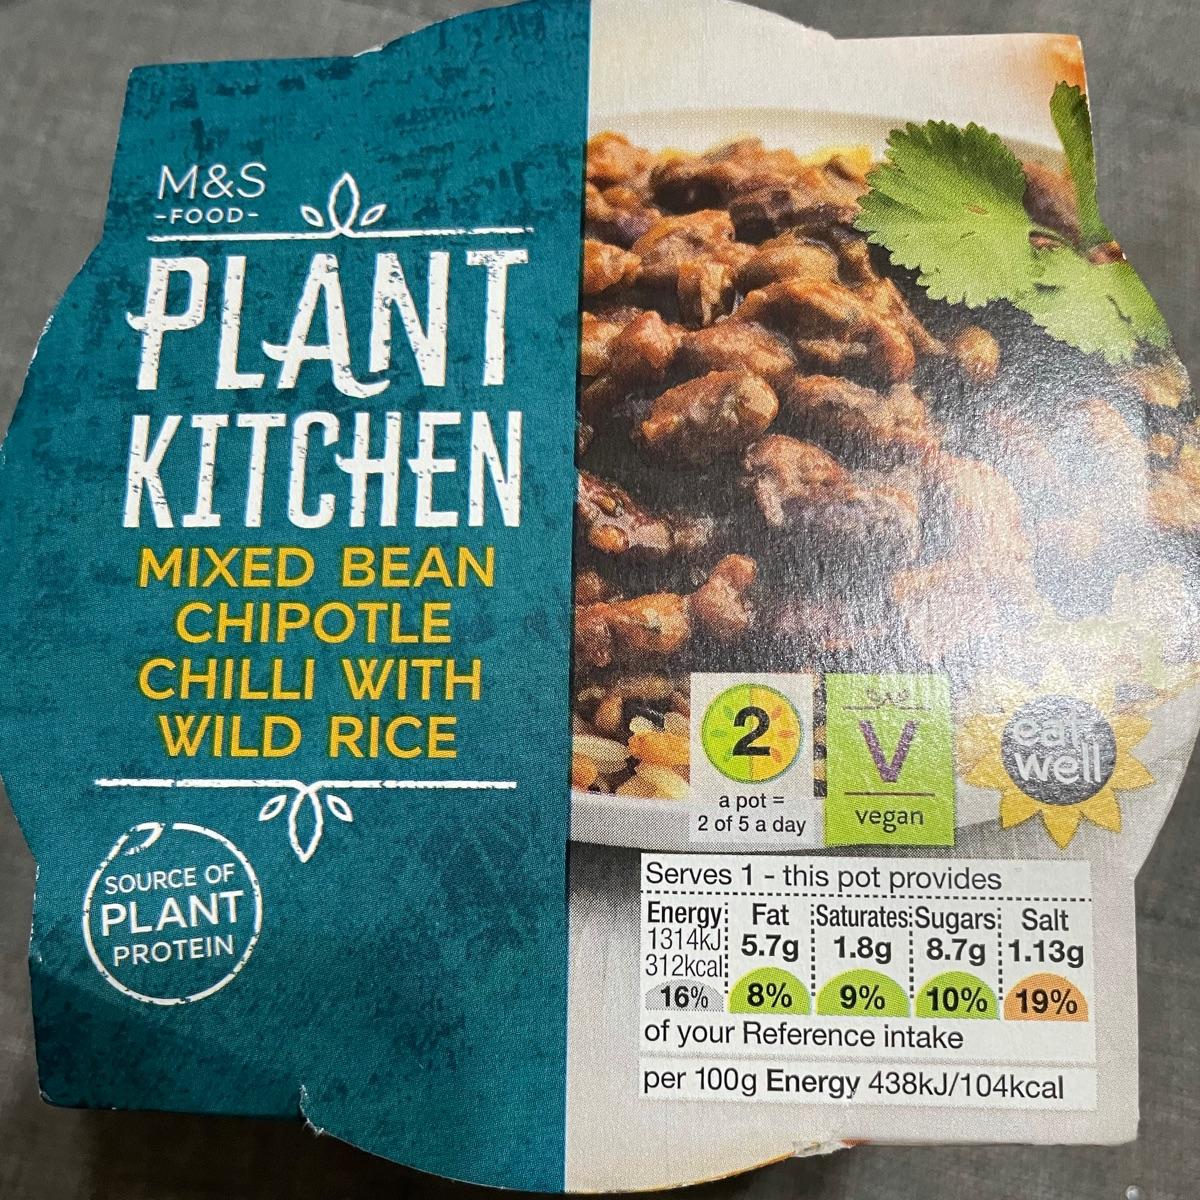 M&S
-FOOD-
PLANT
KITCHEN
MIXED BEAN
CHIPOTLE
CHILLI WITH
WILD RICE
SOURCE OF
PLANT
PROTEIN
2
a pot =
2 of 5 a day
V
vegan
eat
well
Serves 1 - this pot provides
Energy Fat Saturates Sugars Salt
1314kJ 5.7g 1.8g 8.7g 1.13g
312kcal
16% 8% 9% 10% 19%
of your Reference intake
per 100g Energy 438kJ/104kcal